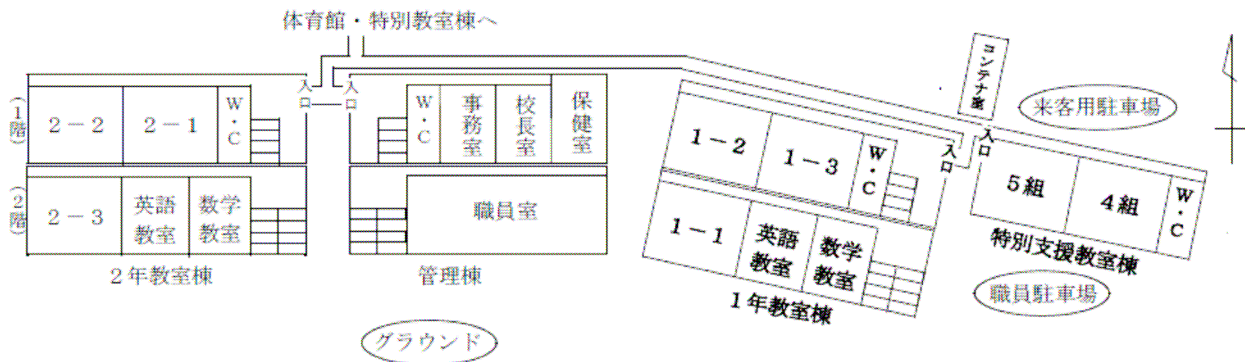 体育館・特別教室棟へ
コンテナ室
来客用駐車場
(1階)
2-2
2-1
W・C
入口
入口
W・C
事務室
校長室
保健室
1-2
1-3
W・C
入口
入口
5組
4組
W・C
特別支援教室棟
(2階)
2-3
英語教室
数学教室
職員室
1-1
英語教室
数学教室
2年教室棟
管理棟
1年教室棟
職員駐車場
グラウンド